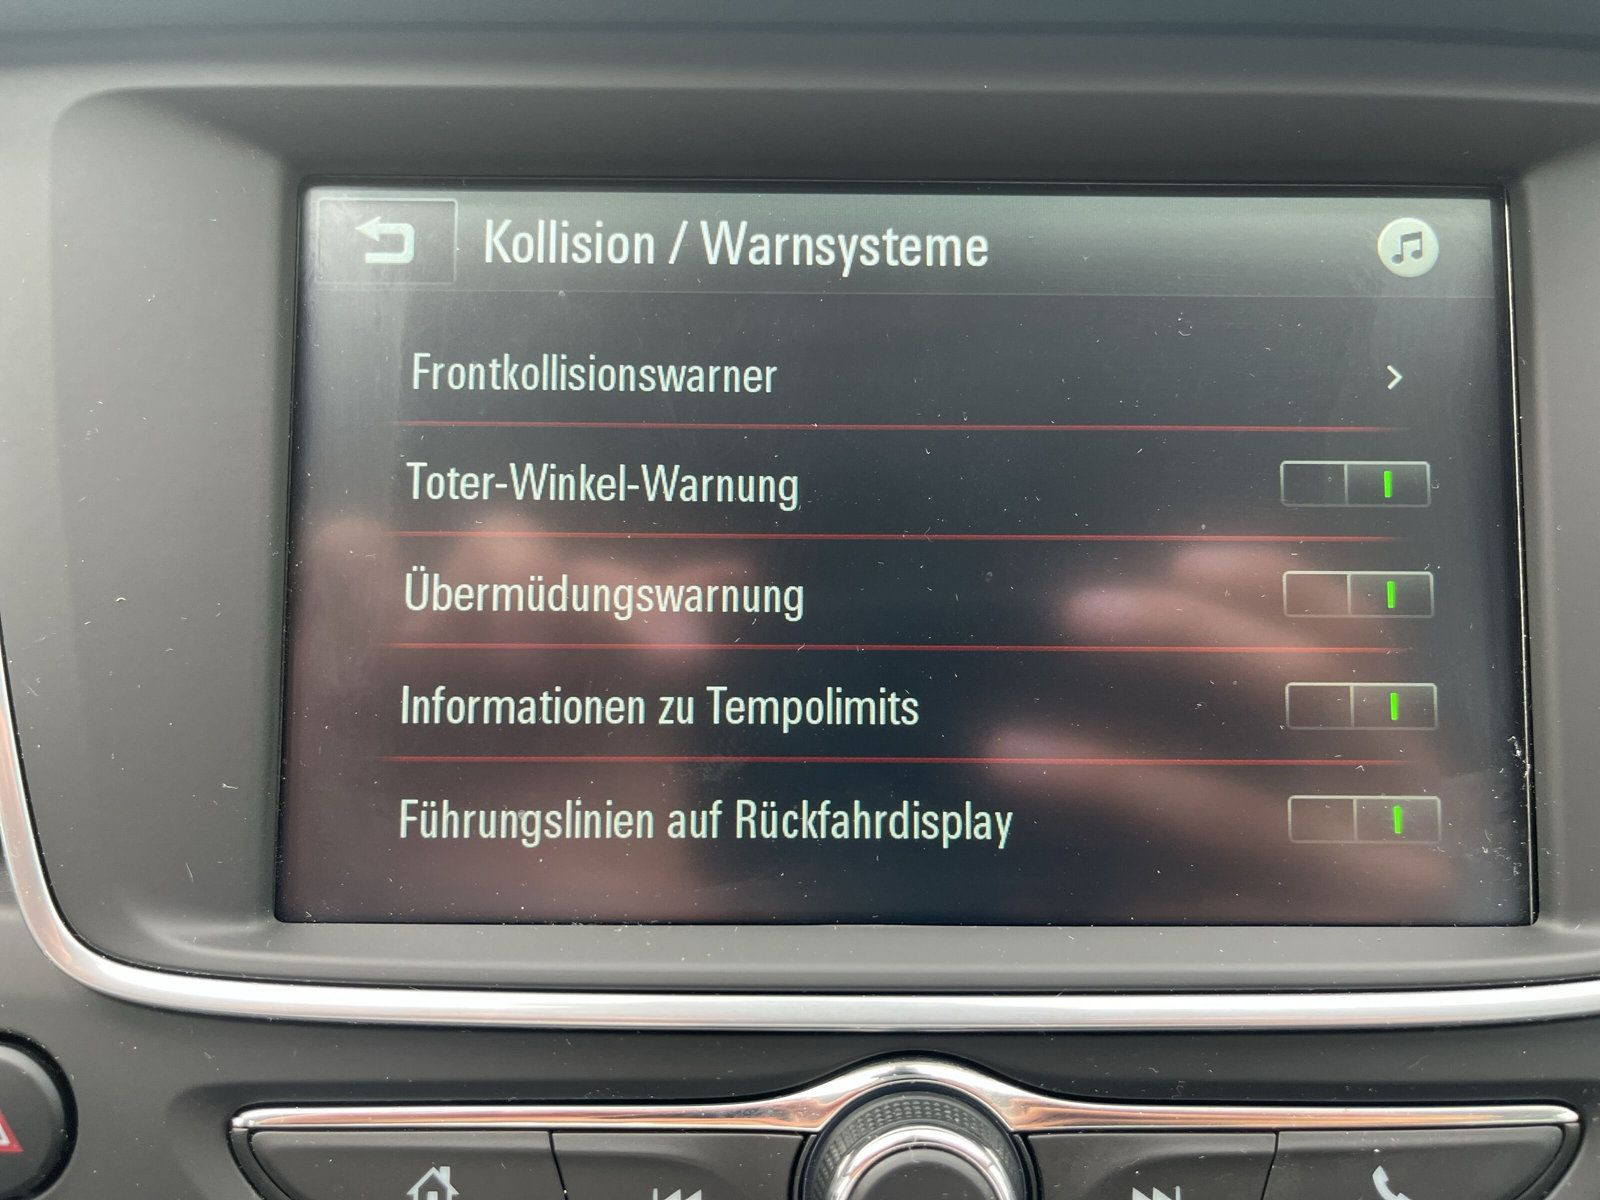 Kollision / Warnsysteme
Frontkollisionswarner
Toter-Winkel-Warnung
Übermüdungswarnung
Informationen zu Tempolimits
Führungslinien auf Rückfahrdisplay